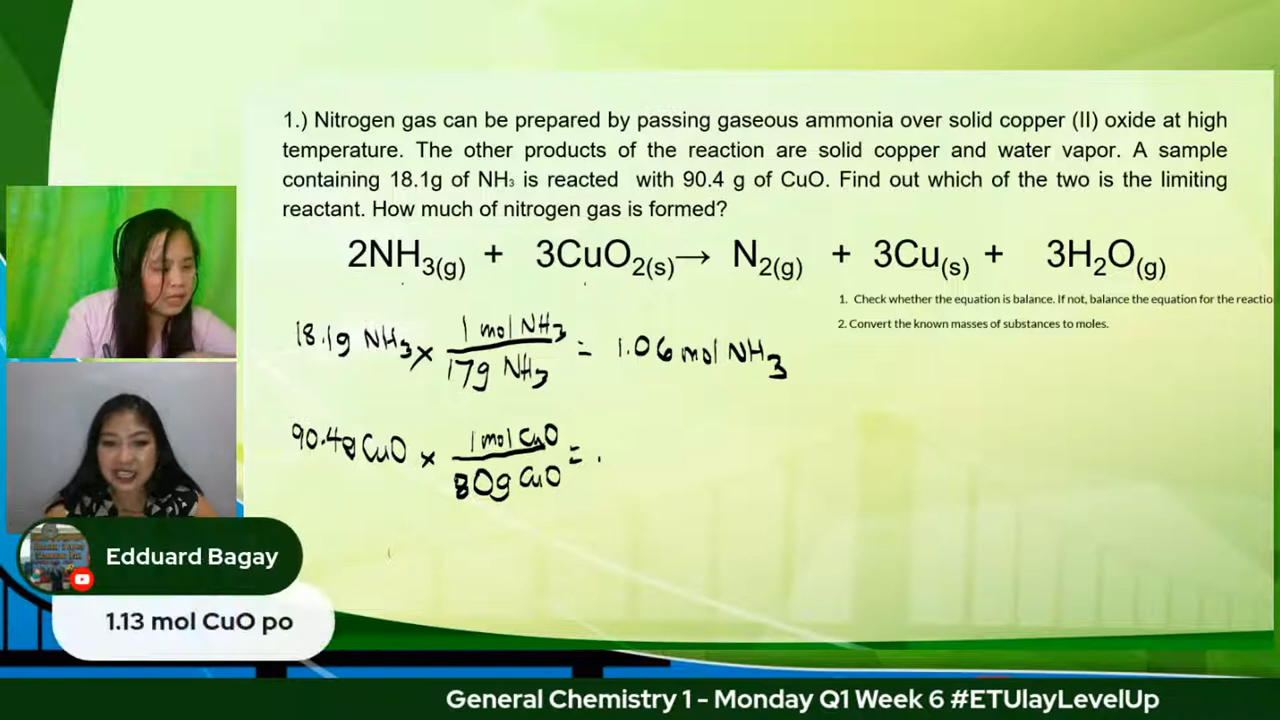 1.) Nitrogen gas can be prepared by passing gaseous ammonia over solid copper (II) oxide at high
temperature. The other products of the reaction are solid copper and water vapor. A sample
containing 18.1g of NH₃ is reacted with 90.4 g of CuO. Find out which of the two is the limiting
reactant. How much of nitrogen gas is formed?
2NH₃(g) + 3CuO₂(s)→ N₂(g) + 3Cu(s) + 3H₂O(g)
1. Check whether the equation is balance. If not, balance the equation for the reactio
2. Convert the known masses of substances to moles.
18.1g NH₃ × 1 mol NH₃ / 17g NH₃ = 1.06 mol NH₃
90.4g CuO × 1 mol CuO / 80g CuO = .
Edduard Bagay
1.13 mol CuO po
General Chemistry 1 - Monday Q1 Week 6 #ETUlayLevelUp